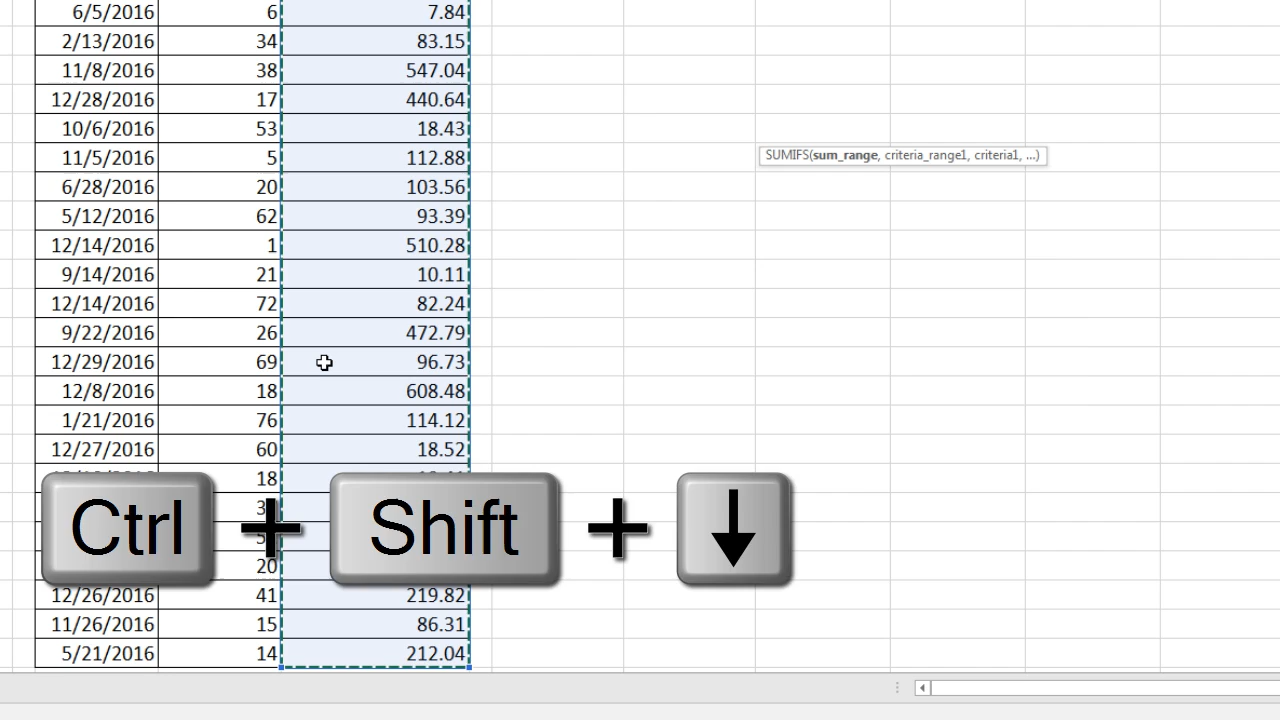 6/5/2016 6 7.84
2/13/2016 34 83.15
11/8/2016 38 547.04
12/28/2016 17 440.64
10/6/2016 53 18.43
11/5/2016 5 112.88
SUMIFS(sum_range, criteria_range1, criteria1, ...)
6/28/2016 20 103.56
5/12/2016 62 93.39
12/14/2016 1 510.28
9/14/2016 21 10.11
12/14/2016 72 82.24
9/22/2016 26 472.79
12/29/2016 69 96.73
12/8/2016 18 608.48
1/21/2016 76 114.12
12/27/2016 60 18.52
18
Ctrl + Shift + ↓
20
12/26/2016 41 219.82
11/26/2016 15 86.31
5/21/2016 14 212.04